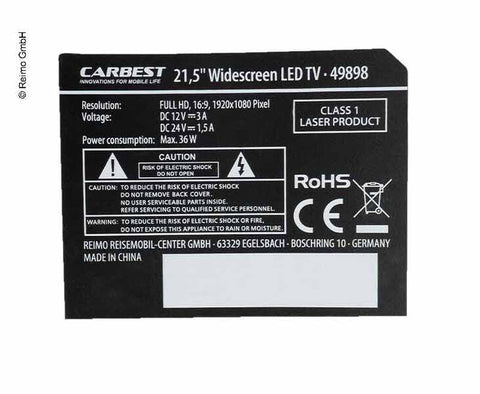 © Reimo GmbH
CARBEST
INNOVATIONS FOR MOBILE LIFE
21,5" Widescreen LED TV · 49898
Resolution: FULL HD, 16:9, 1920x1080 Pixel
Voltage: DC 12V ⎓ 3A
DC 24V ⎓ 1,5A
Power consumption: Max. 36W
CLASS 1
LASER PRODUCT
CAUTION
RISK OF ELECTRIC SHOCK
DO NOT OPEN
CAUTION: TO REDUCE THE RISK OF ELECTRIC SHOCK
DO NOT REMOVE BACK COVER.
NO USER SERVICEABLE PARTS INSIDE.
REFER SERVICING TO QUALIFIED SERVICE PERSONNEL.
WARNING: TO REDUCE THE RISK OF ELECTRIC SHOCK OR FIRE,
DO NOT EXPOSE THIS APPLIANCE TO RAIN OR MOISTURE.
RoHS
CE
REIMO REISEMOBIL-CENTER GMBH - 63329 EGELSBACH - BOSCHRING 10 - GERMANY
MADE IN CHINA